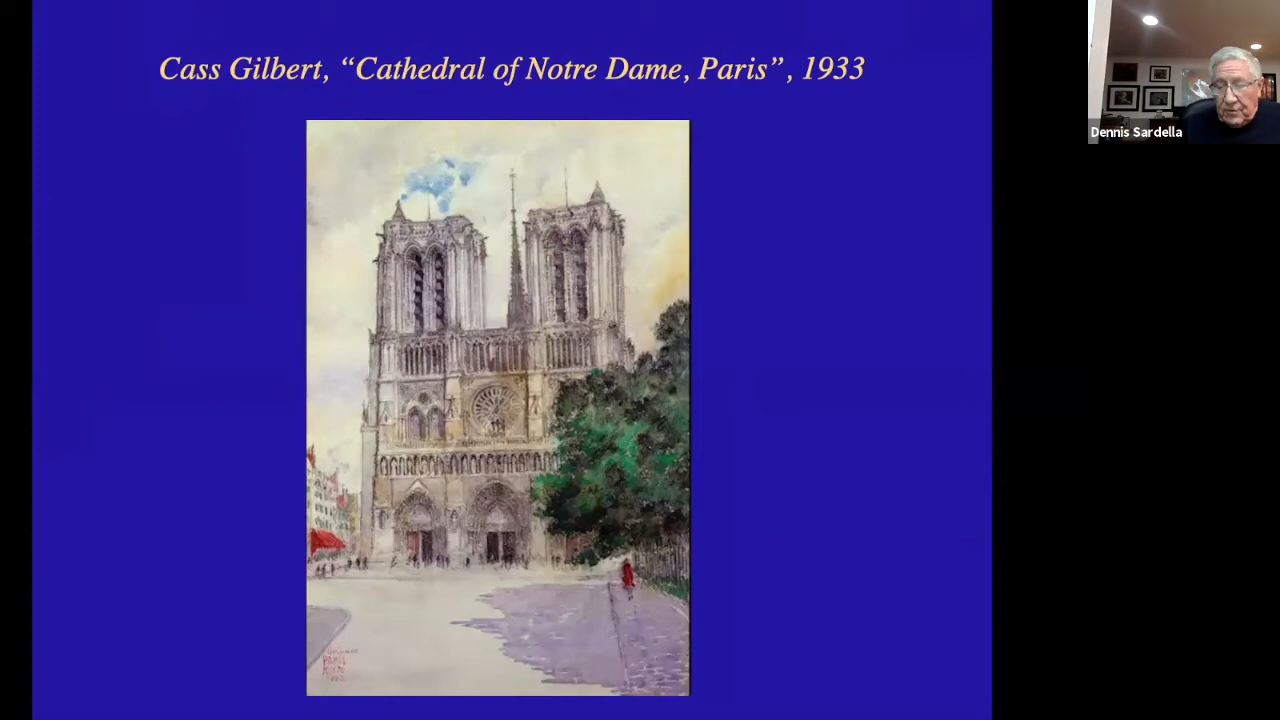 Cass Gilbert, “Cathedral of Notre Dame, Paris”, 1933
Dennis Sardella